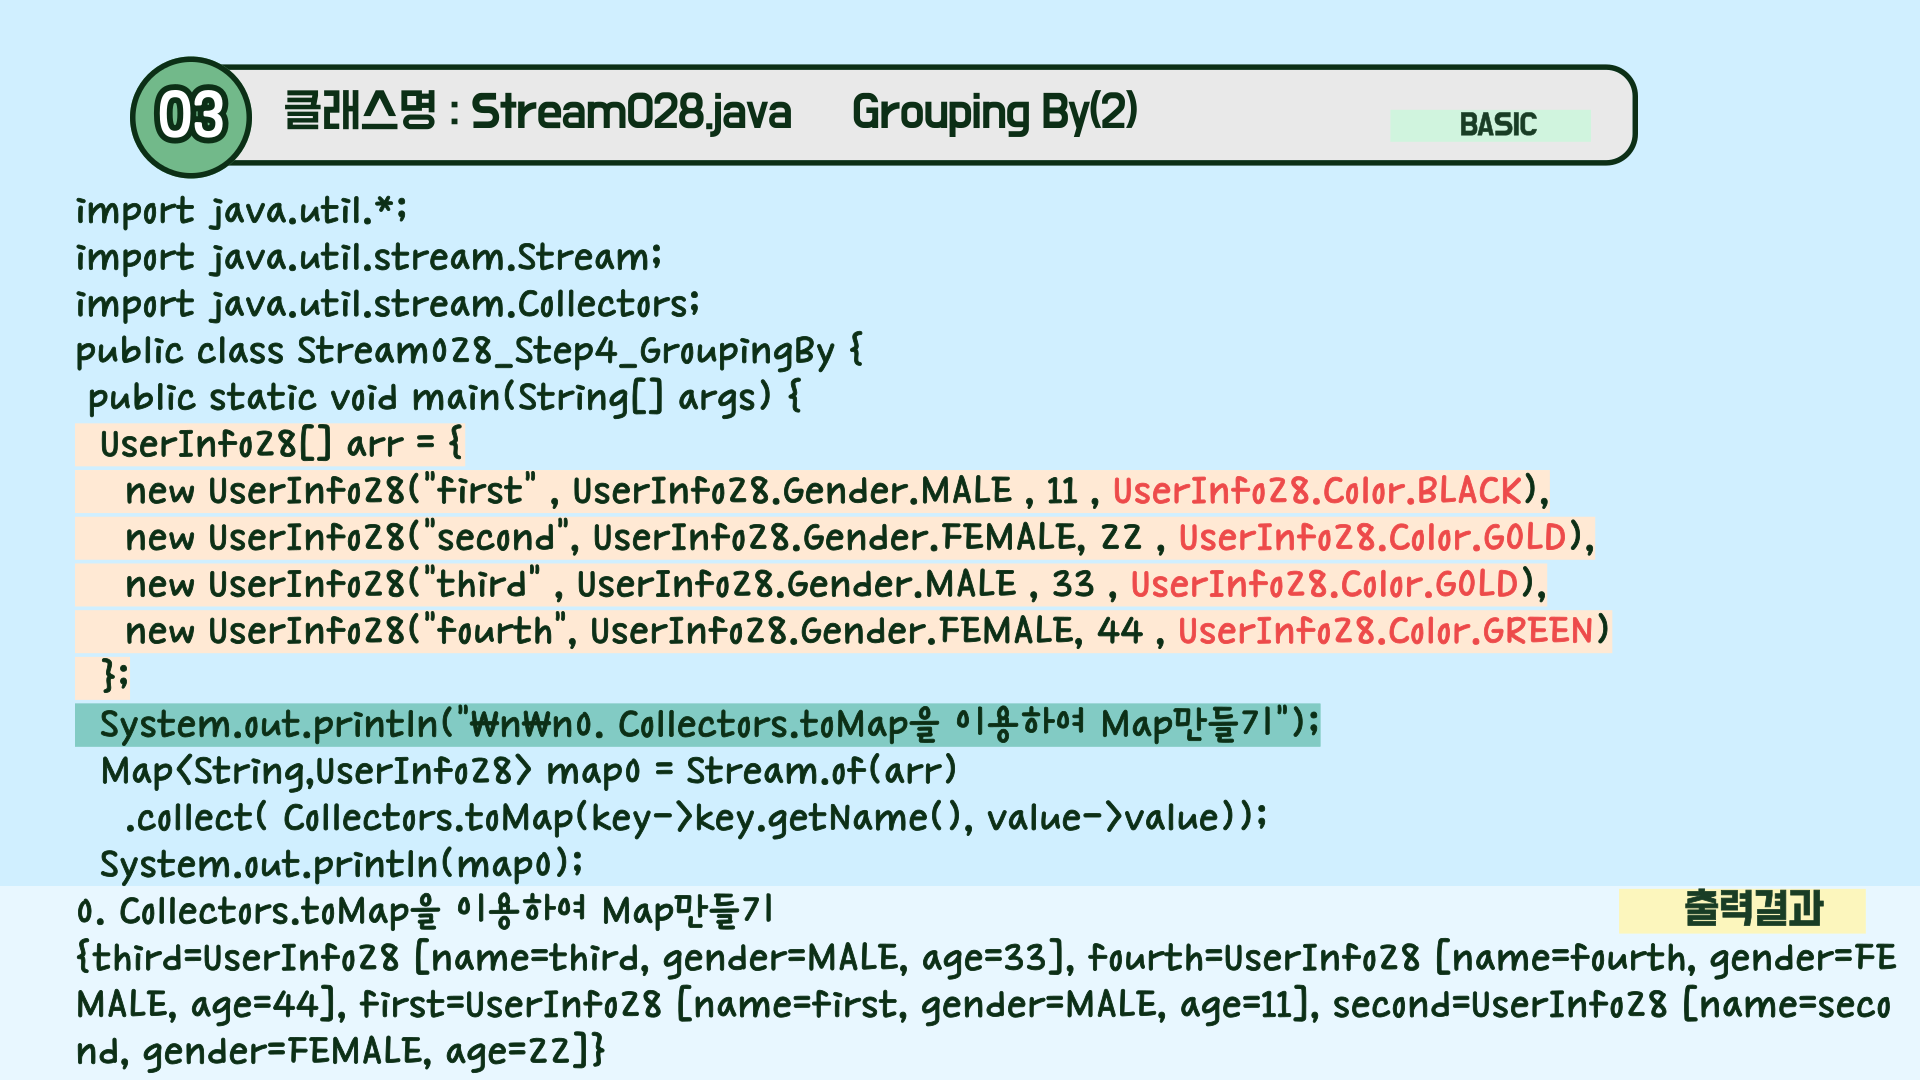 03 클래스명 : Stream028.java Grouping By(2) BASIC
import java.util.*;
import java.util.stream.Stream;
import java.util.stream.Collectors;
public class Stream028_Step4_GroupingBy {
public static void main(String[] args) {
UserInfo28[] arr = {
new UserInfo28("first" , UserInfo28.Gender.MALE , 11 , UserInfo28.Color.BLACK),
new UserInfo28("second", UserInfo28.Gender.FEMALE, 22 , UserInfo28.Color.GOLD),
new UserInfo28("third" , UserInfo28.Gender.MALE , 33 , UserInfo28.Color.GOLD),
new UserInfo28("fourth", UserInfo28.Gender.FEMALE, 44 , UserInfo28.Color.GREEN)
};
System.out.println("₩n₩n0. Collectors.toMap을 이용하여 Map만들기");
Map<String,UserInfo28> map0 = Stream.of(arr)
.collect( Collectors.toMap(key->key.getName(), value->value));
System.out.println(map0);
0. Collectors.toMap을 이용하여 Map만들기
출력결과
{third=UserInfo28 [name=third, gender=MALE, age=33], fourth=UserInfo28 [name=fourth, gender=FE
MALE, age=44], first=UserInfo28 [name=first, gender=MALE, age=11], second=UserInfo28 [name=seco
nd, gender=FEMALE, age=22]}